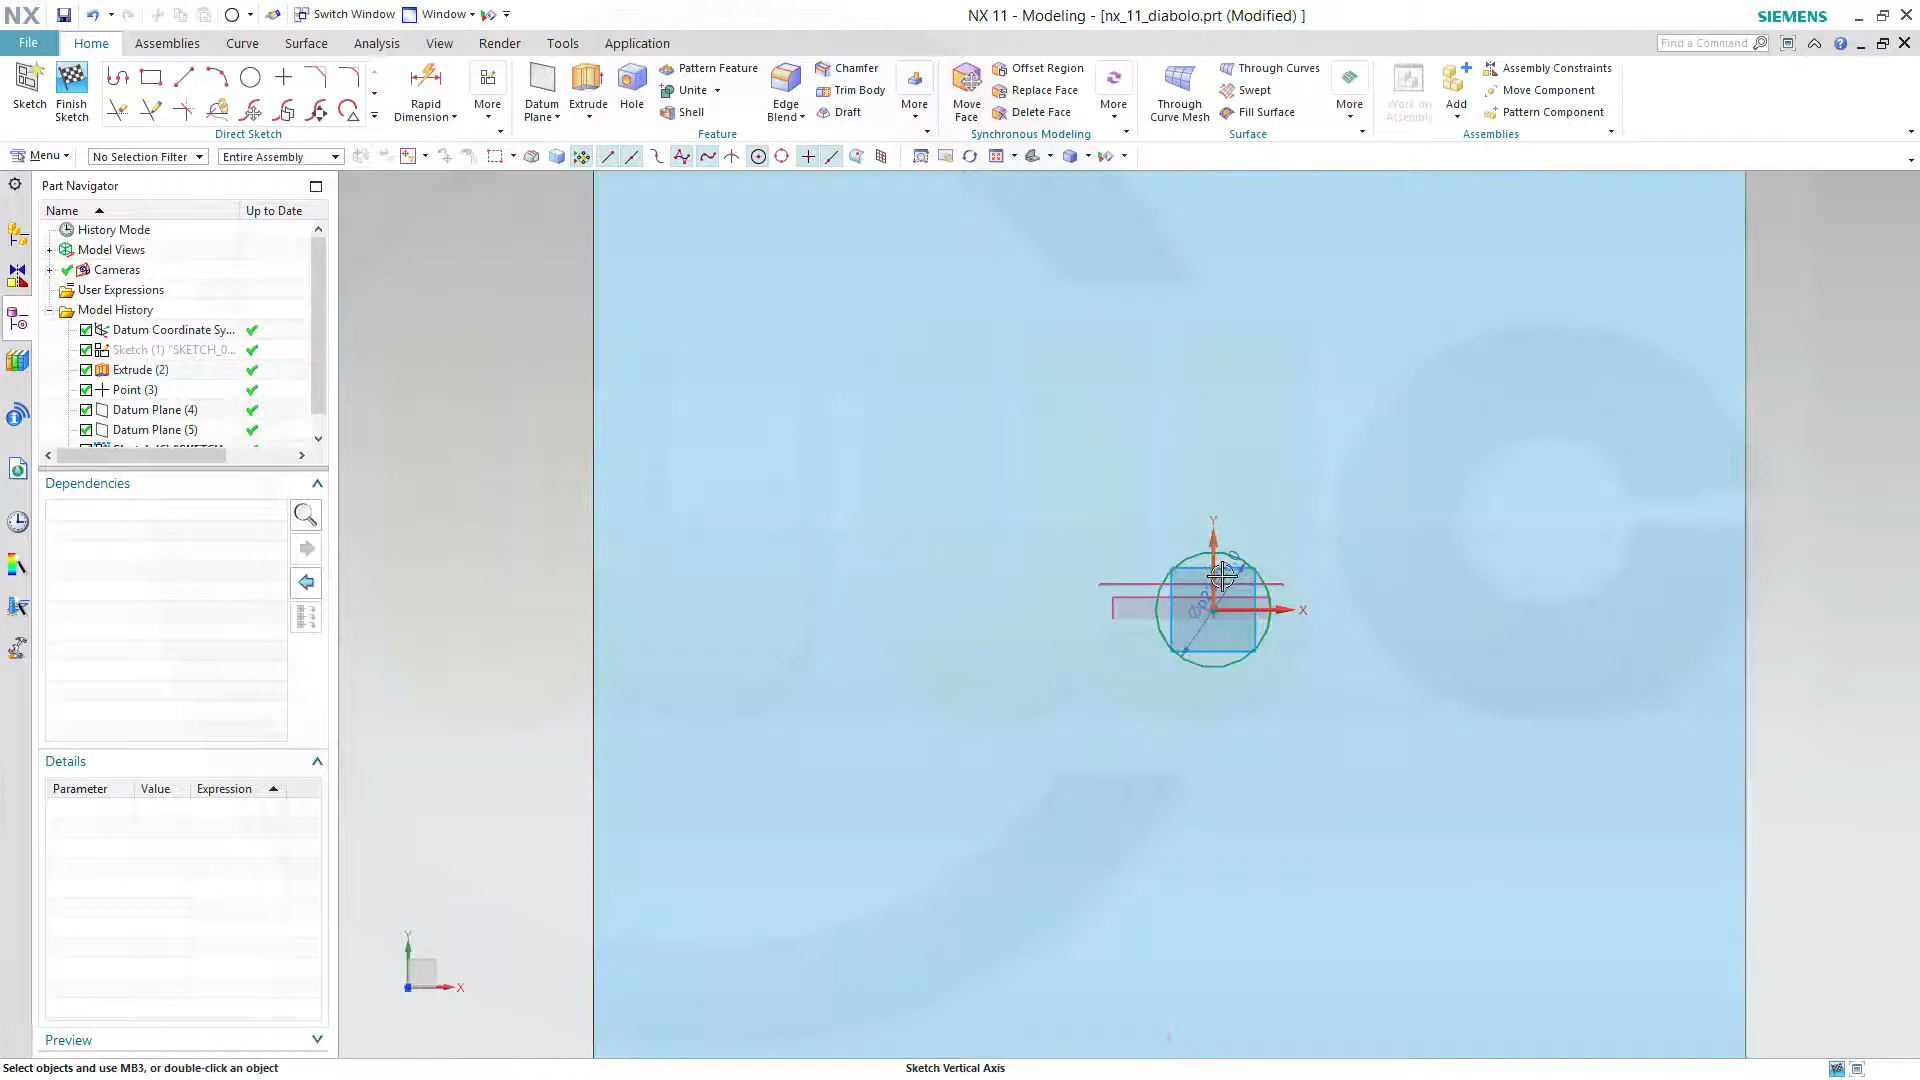 NX
Switch Window
Window
NX 11 - Modeling - [nx_11_diabolo.prt (Modified) ]
SIEMENS
File
Home
Assemblies
Curve
Surface
Analysis
View
Render
Tools
Application
Find a Command
Sketch
Finish Sketch
Direct Sketch
Rapid Dimension
More
Datum Plane
Extrude
Hole
Pattern Feature
Unite
Shell
Edge Blend
Chamfer
Trim Body
Draft
More
Feature
Move Face
Offset Region
Replace Face
Delete Face
More
Synchronous Modeling
Through Curve Mesh
Through Curves
Swept
Fill Surface
More
Surface
Work on Assembly
Add
Assembly Constraints
Move Component
Pattern Component
Assemblies
Menu
No Selection Filter
Entire Assembly
Part Navigator
Name
Up to Date
History Mode
Model Views
Cameras
User Expressions
Model History
Datum Coordinate Sy...
Sketch (1) "SKETCH_0...
Extrude (2)
Point (3)
Datum Plane (4)
Datum Plane (5)
Dependencies
Details
Parameter
Value
Expression
Preview
Y
X
Y
X
Select objects and use MB3, or double-click an object
Sketch Vertical Axis